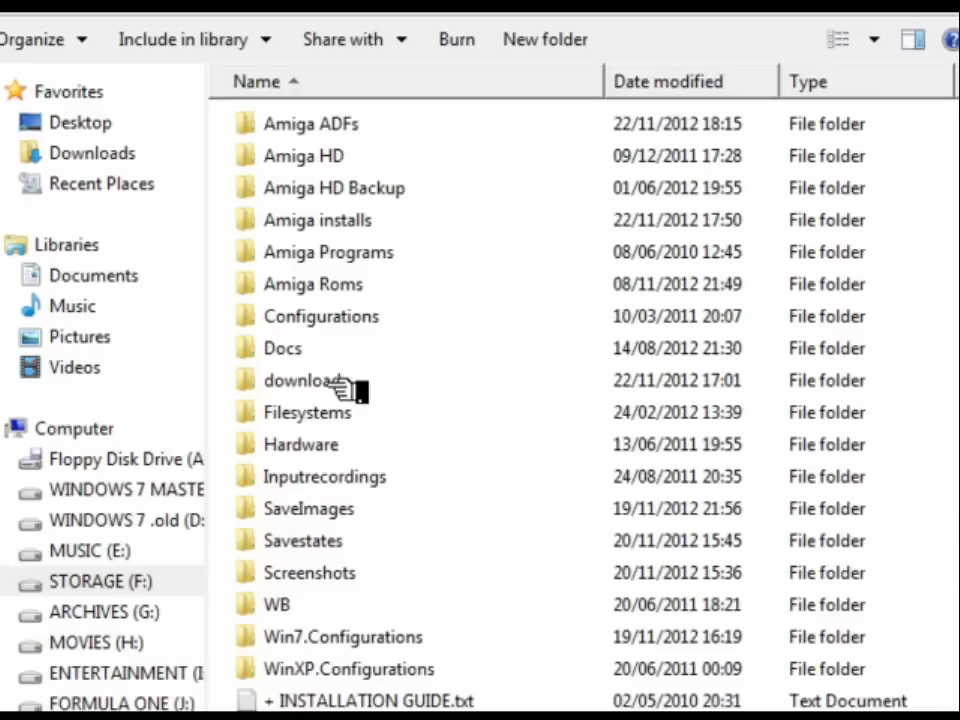 Organize Include in library Share with Burn New folder
Name Date modified Type
Favorites
Desktop
Downloads
Recent Places
Libraries
Documents
Music
Pictures
Videos
Computer
Floppy Disk Drive (A
WINDOWS 7 MASTE
WINDOWS 7 .old (D:
MUSIC (E:)
STORAGE (F:)
ARCHIVES (G:)
MOVIES (H:)
ENTERTAINMENT (I
FORMULA ONE (J:)
Amiga ADFs 22/11/2012 18:15 File folder
Amiga HD 09/12/2011 17:28 File folder
Amiga HD Backup 01/06/2012 19:55 File folder
Amiga installs 22/11/2012 17:50 File folder
Amiga Programs 08/06/2010 12:45 File folder
Amiga Roms 08/11/2012 21:49 File folder
Configurations 10/03/2011 20:07 File folder
Docs 14/08/2012 21:30 File folder
download 22/11/2012 17:01 File folder
Filesystems 24/02/2012 13:39 File folder
Hardware 13/06/2011 19:55 File folder
Inputrecordings 24/08/2011 20:35 File folder
SaveImages 19/11/2012 21:56 File folder
Savestates 20/11/2012 15:45 File folder
Screenshots 20/11/2012 15:36 File folder
WB 20/06/2011 18:21 File folder
Win7.Configurations 19/11/2012 16:19 File folder
WinXP.Configurations 20/06/2011 00:09 File folder
+ INSTALLATION GUIDE.txt 02/05/2010 20:31 Text Document